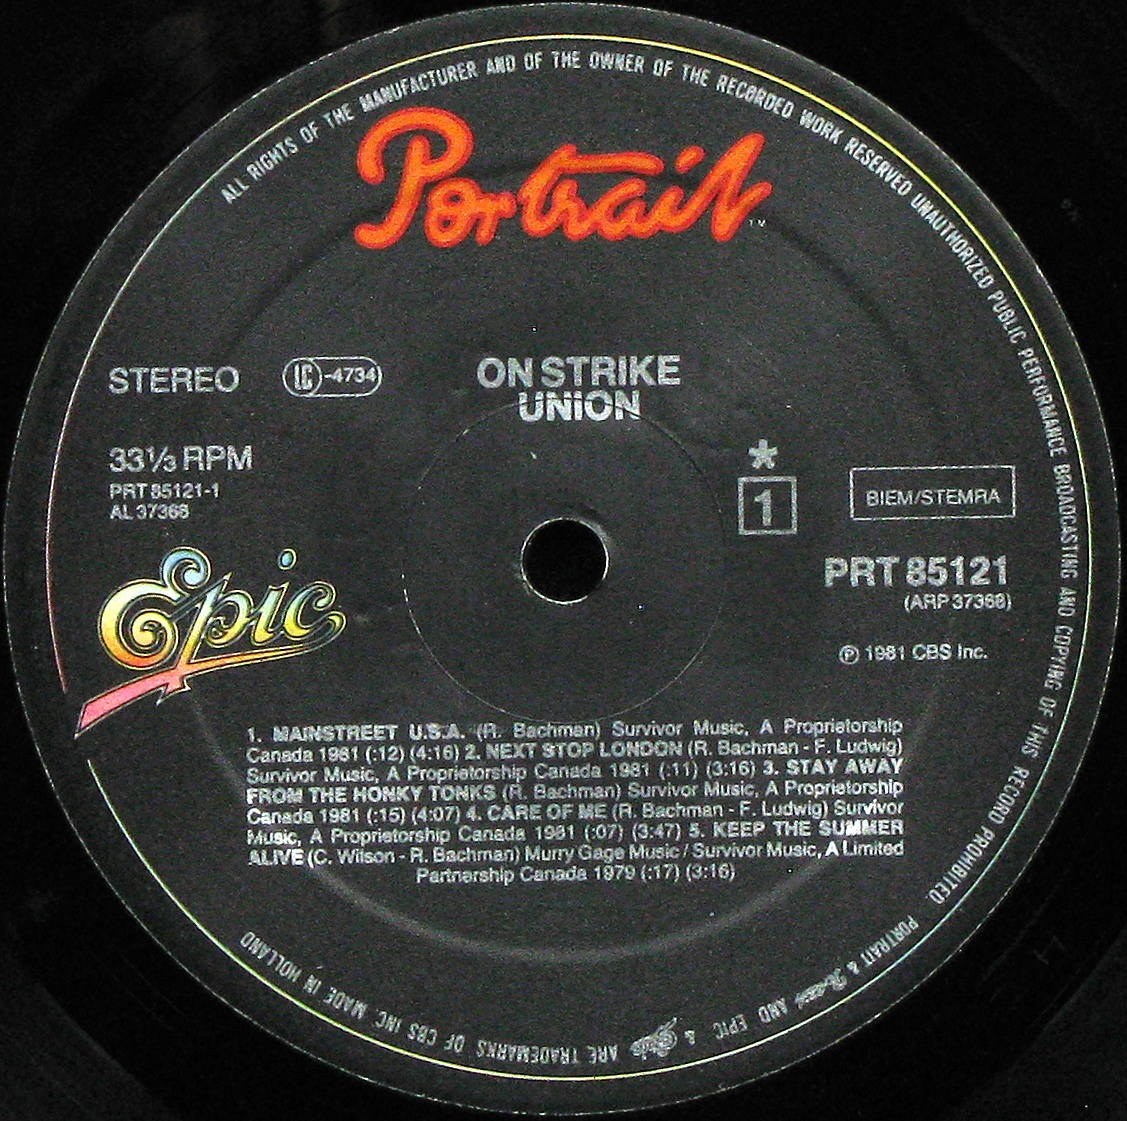 ALL RIGHTS OF THE MANUFACTURER AND OF THE OWNER OF THE RECORDED WORK RESERVED UNAUTHORIZED PUBLIC PERFORMANCE BROADCASTING AND COPYING OF THIS RECORD PROHIBITED.
Portrait
TM
STEREO
LC-4734
ON STRIKE
UNION
33⅓ RPM
PRT 85121-1
AL 37368
*
1
BIEM/STEMRA
Epic
PRT 85121
(ARP 37368)
℗ 1981 CBS Inc.
1. MAINSTREET U.S.A. (R. Bachman) Survivor Music, A Proprietorship
Canada 1981 (:12) (4:16) 2. NEXT STOP LONDON (R. Bachman - F. Ludwig)
Survivor Music, A Proprietorship Canada 1981 (:11) (3:16) 3. STAY AWAY
FROM THE HONKY TONKS (R. Bachman) Survivor Music, A Proprietorship
Canada 1981 (:15) (4:07) 4. CARE OF ME (R. Bachman - F. Ludwig) Survivor
Music, A Proprietorship Canada 1981 (:07) (3:47) 5. KEEP THE SUMMER
ALIVE (C. Wilson - R. Bachman) Murry Gage Music / Survivor Music, A Limited
Partnership Canada 1979 (:17) (3:16)
PORTRAIT & Portrait AND EPIC & Epic ARE TRADEMARKS OF CBS INC. MADE IN HOLLAND